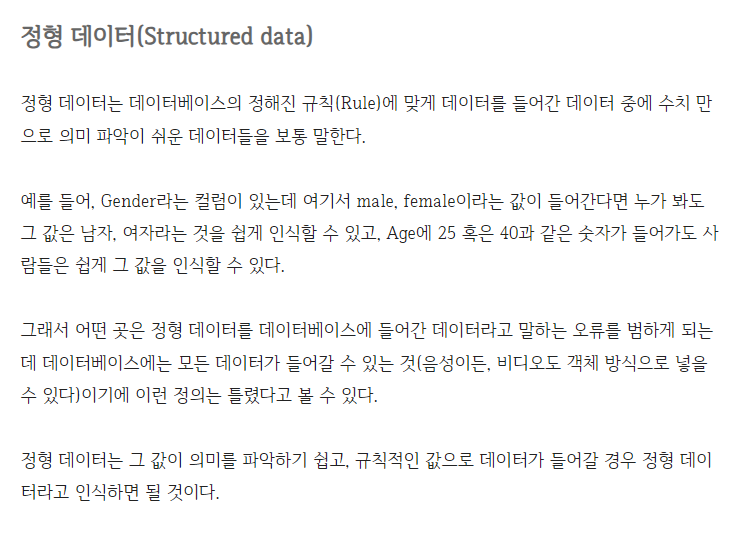 정형 데이터(Structured data)
정형 데이터는 데이터베이스의 정해진 규칙(Rule)에 맞게 데이터를 들어간 데이터 중에 수치 만
으로 의미 파악이 쉬운 데이터들을 보통 말한다.
예를 들어, Gender라는 컬럼이 있는데 여기서 male, female이라는 값이 들어간다면 누가 봐도
그 값은 남자, 여자라는 것을 쉽게 인식할 수 있고, Age에 25 혹은 40과 같은 숫자가 들어가도 사
람들은 쉽게 그 값을 인식할 수 있다.
그래서 어떤 곳은 정형 데이터를 데이터베이스에 들어간 데이터라고 말하는 오류를 범하게 되는
데 데이터베이스에는 모든 데이터가 들어갈 수 있는 것(음성이든, 비디오도 객체 방식으로 넣을
수 있다)이기에 이런 정의는 틀렸다고 볼 수 있다.
정형 데이터는 그 값이 의미를 파악하기 쉽고, 규칙적인 값으로 데이터가 들어갈 경우 정형 데이
터라고 인식하면 될 것이다.